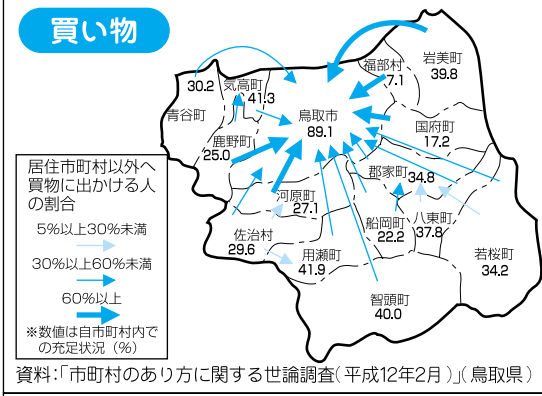 買い物
岩美町
39.8
福部村
7.1
30.2
気高町
41.3
青谷町
鳥取市
89.1
国府町
17.2
鹿野町
25.0
郡家町
34.8
河原町
27.1
船岡町
22.2
八東町
37.8
佐治村
29.6
用瀬町
41.9
若桜町
34.2
智頭町
40.0
居住市町村以外へ
買物に出かける人
の割合
5%以上30%未満
30%以上60%未満
60%以上
※数値は自市町村内で
の充足状況(%)
資料:「市町村のあり方に関する世論調査(平成12年2月)」(鳥取県)